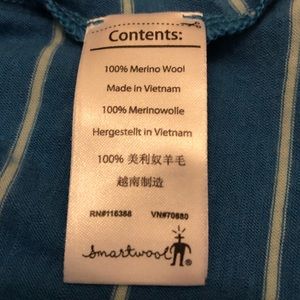 Contents:
100% Merino Wool
Made in Vietnam
100% Merinowolle
Hergestellt in Vietnam
100% 美利奴羊毛
越南制造
RN#116388 VN#70680
smartwool ®